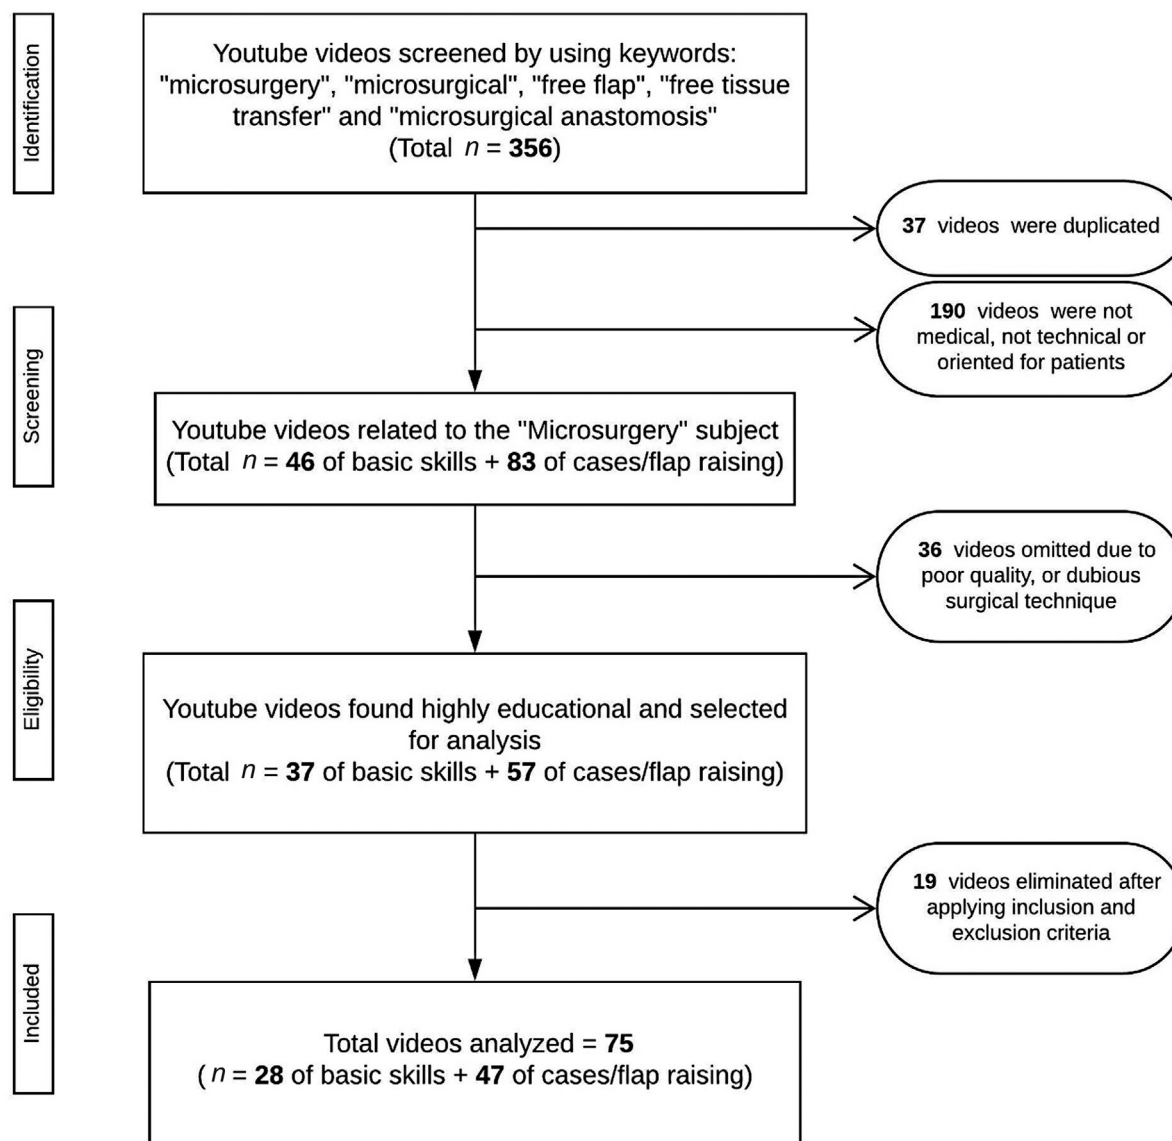 Identification
Youtube videos screened by using keywords:
"microsurgery", "microsurgical", "free flap", "free tissue
transfer" and "microsurgical anastomosis"
(Total n = 356)
37 videos were duplicated
190 videos were not
medical, not technical or
oriented for patients
Screening
Youtube videos related to the "Microsurgery" subject
(Total n = 46 of basic skills + 83 of cases/flap raising)
36 videos omitted due to
poor quality, or dubious
surgical technique
Eligibility
Youtube videos found highly educational and selected
for analysis
(Total n = 37 of basic skills + 57 of cases/flap raising)
19 videos eliminated after
applying inclusion and
exclusion criteria
Included
Total videos analyzed = 75
( n = 28 of basic skills + 47 of cases/flap raising)